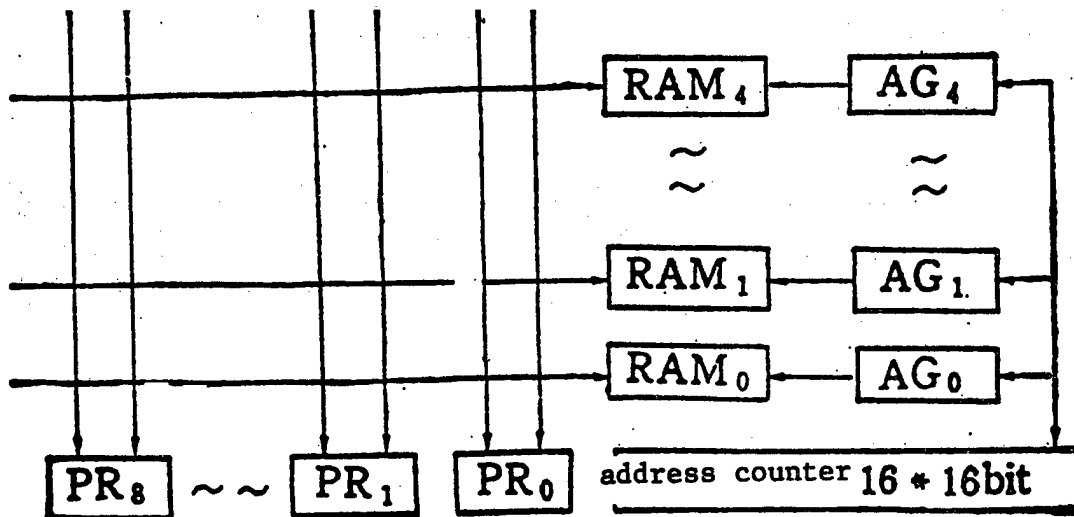 RAM₄ AG₄
RAM₁ AG₁.
RAM₀ AG₀
PR₈ ~ ~ PR₁ PR₀ address counter 16 * 16bit